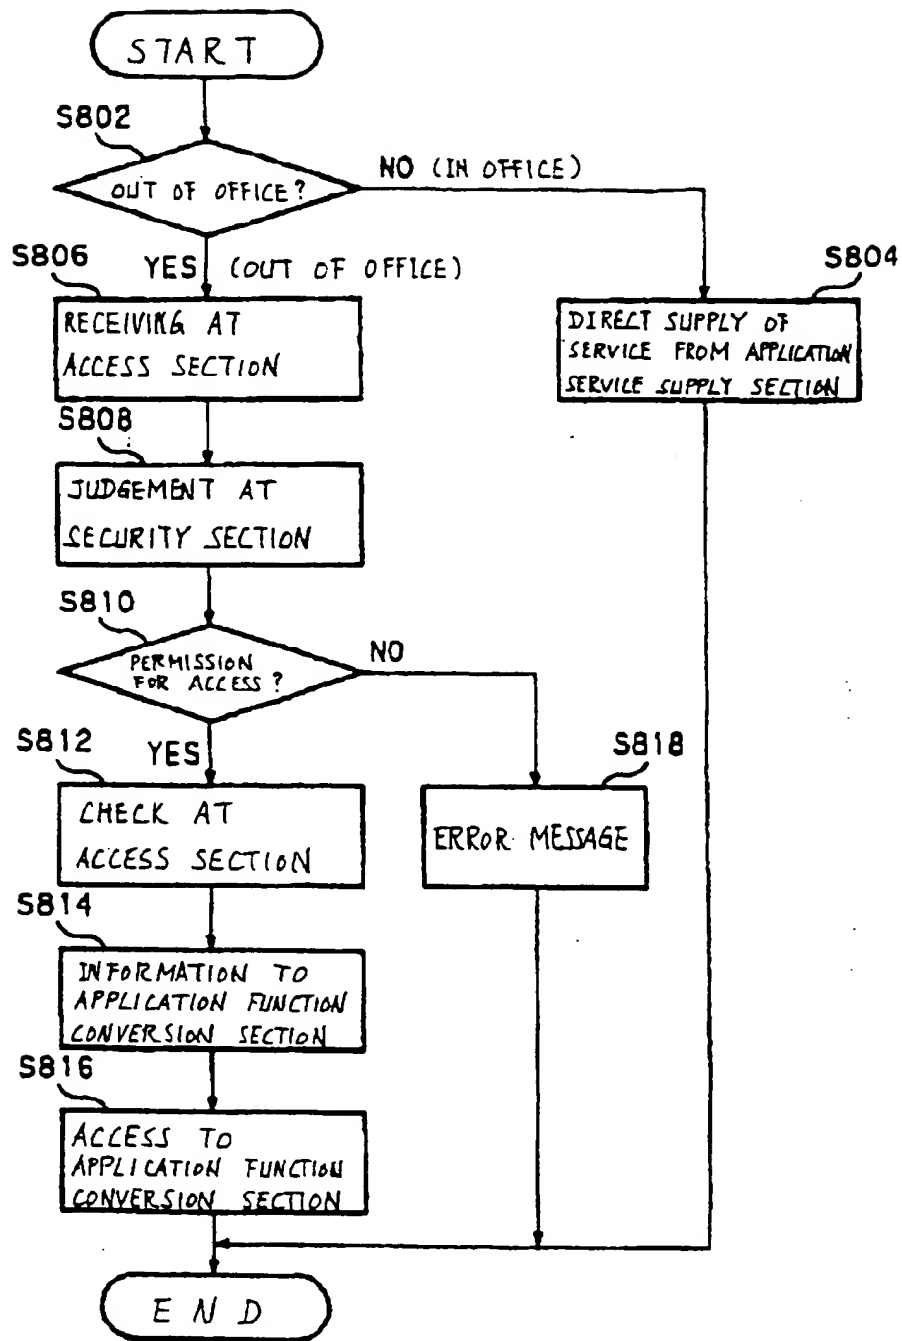 START
S802
OUT OF OFFICE?
NO (IN OFFICE)
YES (OUT OF OFFICE)
S806
RECEIVING AT
ACCESS SECTION
S804
DIRECT SUPPLY OF
SERVICE FROM APPLICATION
SERVICE SUPPLY SECTION
S808
JUDGEMENT AT
SECURITY SECTION
S810
PERMISSION
FOR ACCESS?
NO
YES
S812
CHECK AT
ACCESS SECTION
S818
ERROR MESSAGE
S814
INFORMATION TO
APPLICATION FUNCTION
CONVERSION SECTION
S816
ACCESS TO
APPLICATION FUNCTION
CONVERSION SECTION
END